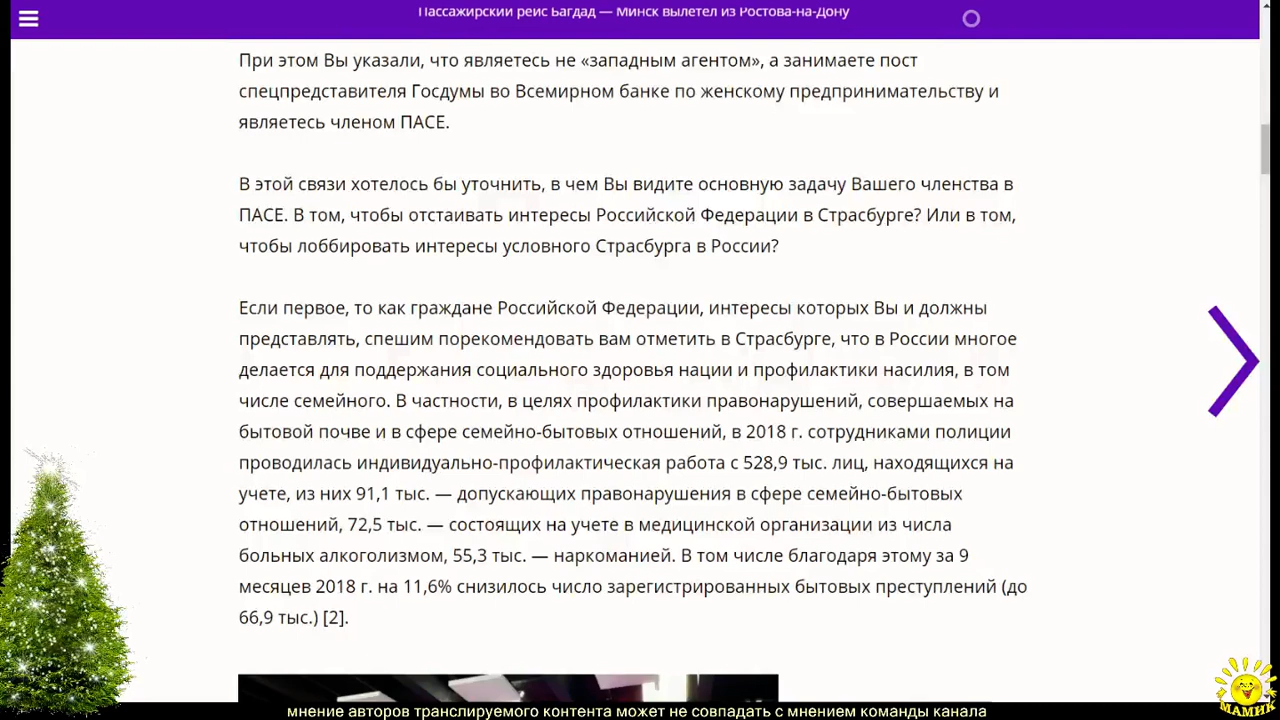 Пассажирский рейс Багдад — Минск вылетел из Ростова-на-Дону
При этом Вы указали, что являетесь не «западным агентом», а занимаете пост
спецпредставителя Госдумы во Всемирном банке по женскому предпринимательству и
являетесь членом ПАСЕ.
В этой связи хотелось бы уточнить, в чем Вы видите основную задачу Вашего членства в
ПАСЕ. В том, чтобы отстаивать интересы Российской Федерации в Страсбурге? Или в том,
чтобы лоббировать интересы условного Страсбурга в России?
Если первое, то как граждане Российской Федерации, интересы которых Вы и должны
представлять, спешим порекомендовать вам отметить в Страсбурге, что в России многое
делается для поддержания социального здоровья нации и профилактики насилия, в том
числе семейного. В частности, в целях профилактики правонарушений, совершаемых на
бытовой почве и в сфере семейно-бытовых отношений, в 2018 г. сотрудниками полиции
проводилась индивидуально-профилактическая работа с 528,9 тыс. лиц, находящихся на
учете, из них 91,1 тыс. — допускающих правонарушения в сфере семейно-бытовых
отношений, 72,5 тыс. — состоящих на учете в медицинской организации из числа
больных алкоголизмом, 55,3 тыс. — наркоманией. В том числе благодаря этому за 9
месяцев 2018 г. на 11,6% снизилось число зарегистрированных бытовых преступлений (до
66,9 тыс.) [2].
МАМИК
мнение авторов транслируемого контента может не совпадать с мнением команды канала